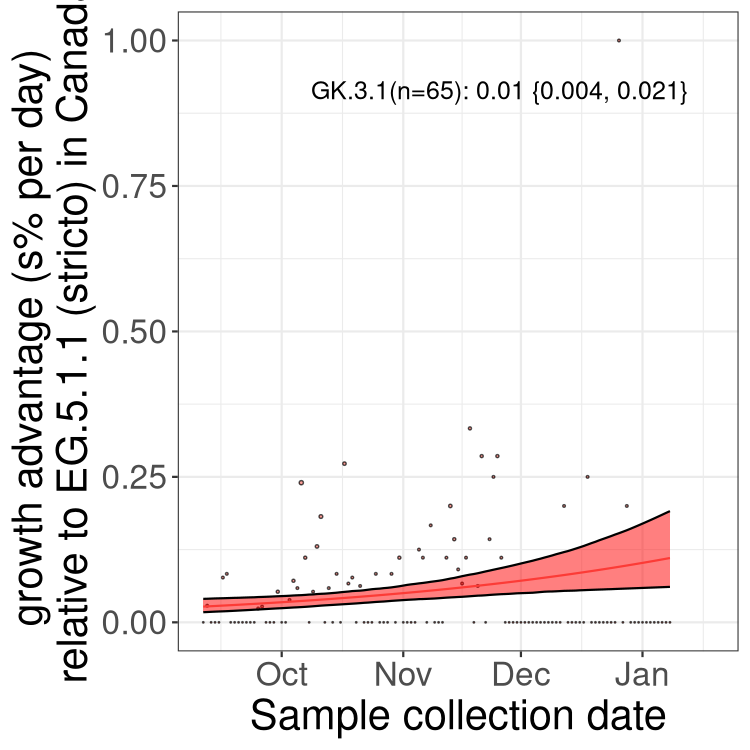 growth advantage (s% per day)
relative to EG.5.1.1 (stricto) in Canada
1.00
0.75
0.50
0.25
0.00
GK.3.1(n=65): 0.01 {0.004, 0.021}
Oct Nov Dec Jan
Sample collection date